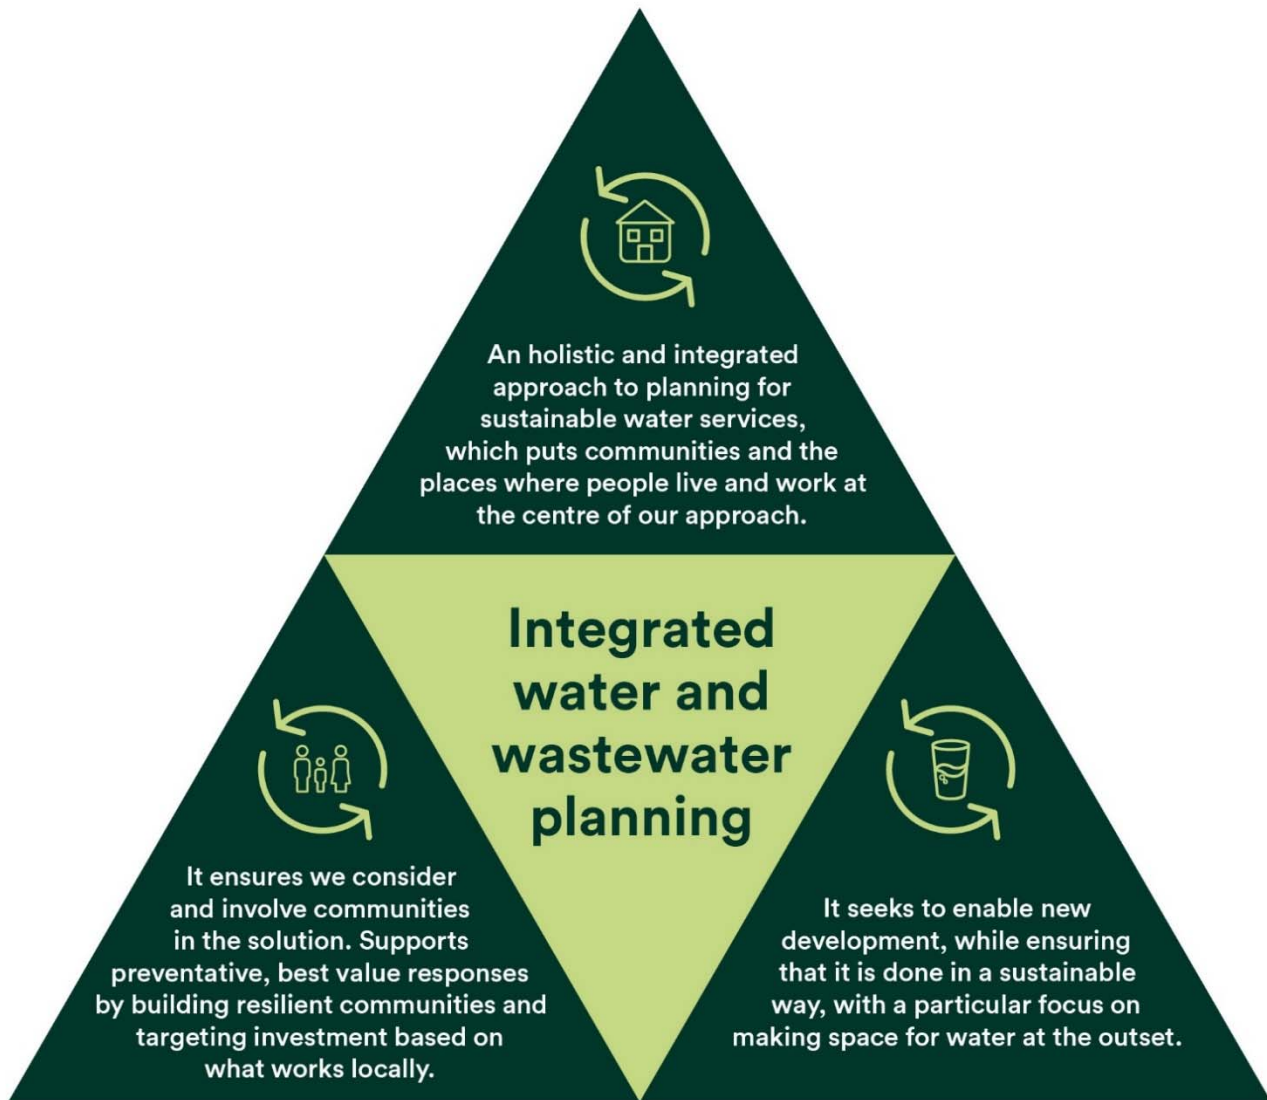 An holistic and integrated
approach to planning for
sustainable water services,
which puts communities and the
places where people live and work at
the centre of our approach.
Integrated
water and
wastewater
planning
It ensures we consider
and involve communities
in the solution. Supports
preventative, best value responses
by building resilient communities and
targeting investment based on
what works locally.
It seeks to enable new
development, while ensuring
that it is done in a sustainable
way, with a particular focus on
making space for water at the outset.